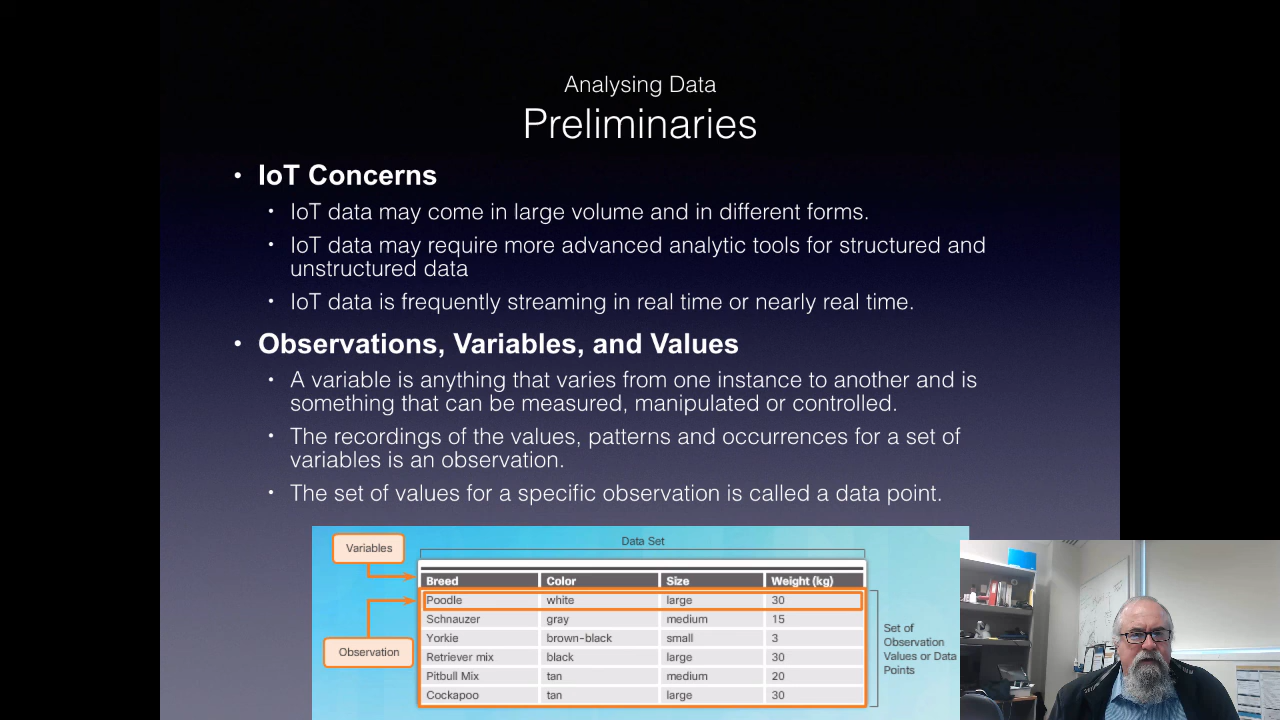 Analysing Data
Preliminaries
• IoT Concerns
• IoT data may come in large volume and in different forms.
• IoT data may require more advanced analytic tools for structured and
unstructured data
• IoT data is frequently streaming in real time or nearly real time.
• Observations, Variables, and Values
• A variable is anything that varies from one instance to another and is
something that can be measured, manipulated or controlled.
• The recordings of the values, patterns and occurrences for a set of
variables is an observation.
• The set of values for a specific observation is called a data point.
Data Set
Variables
Breed Color Size Weight (kg)
Poodle white large 30
Schnauzer gray medium 15
Yorkie brown-black small 3
Retriever mix black large 30
Pitbull Mix tan medium 20
Cockapoo tan large 30
Observation
Set of
Observation
Values or Data
Points